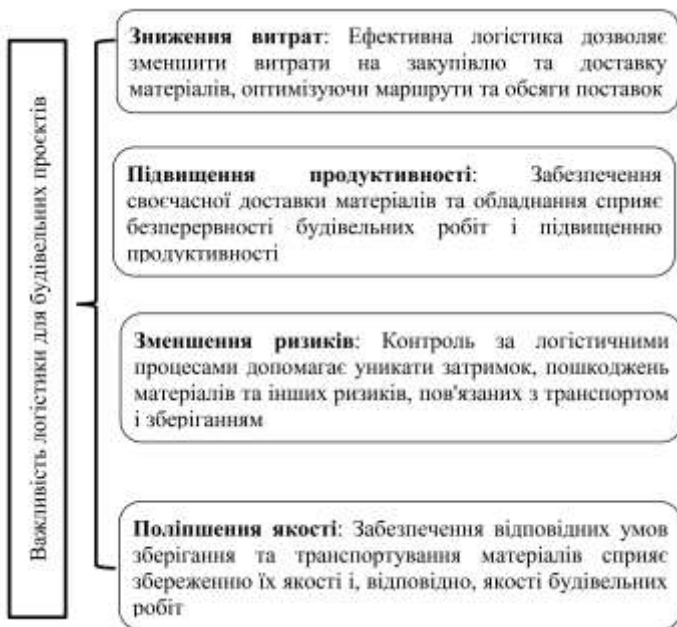 Важливість логістики для будівельних проєктів
Зниження витрат: Ефективна логістика дозволяє
зменшити витрати на закупівлю та доставку
матеріалів, оптимізуючи маршрути та обсяги поставок
Підвищення продуктивності: Забезпечення
своєчасної доставки матеріалів та обладнання сприяє
безперервності будівельних робіт і підвищенню
продуктивності
Зменшення ризиків: Контроль за логістичними
процесами допомагає уникати затримок, пошкоджень
матеріалів та інших ризиків, пов'язаних з транспортом
і зберіганням
Поліпшення якості: Забезпечення відповідних умов
зберігання та транспортування матеріалів сприяє
збереженню їх якості і, відповідно, якості будівельних
робіт